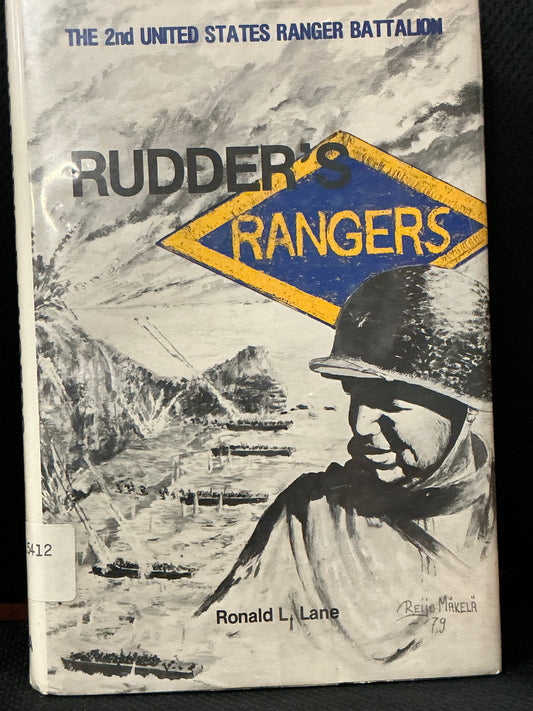 THE 2nd UNITED STATES RANGER BATTALION
RUDDER'S
RANGERS
5412
Ronald L. Lane
Reijo Mäkelä
79